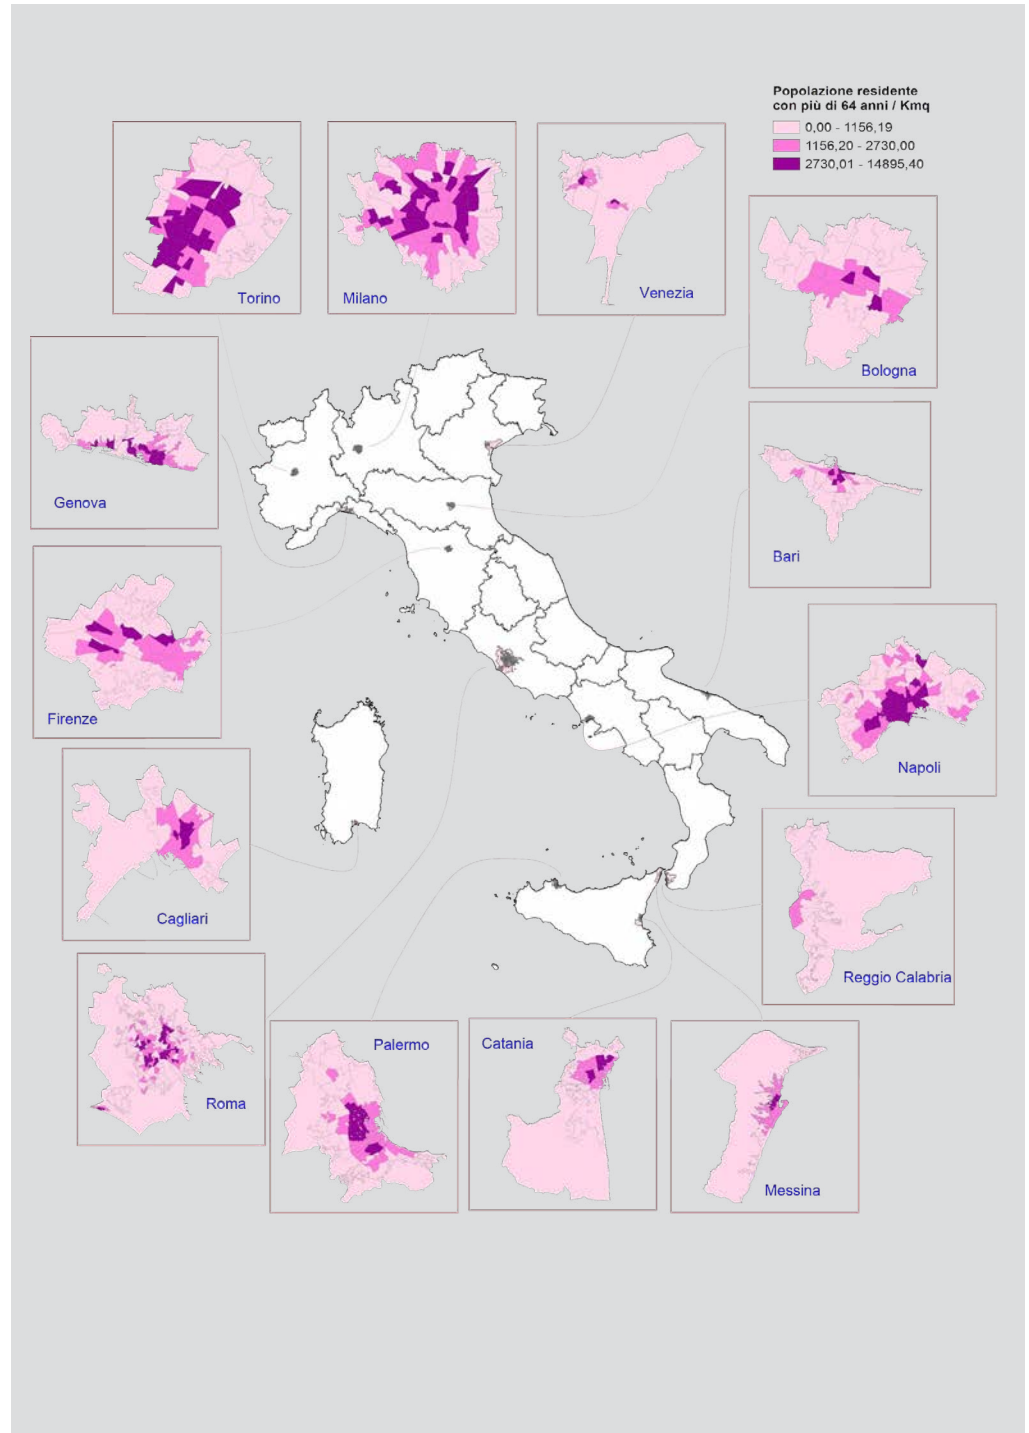 Popolazione residente
con più di 64 anni / Kmq
0,00 - 1156,19
1156,20 - 2730,00
2730,01 - 14895,40
Torino
Milano
Venezia
Bologna
Genova
Bari
Firenze
Napoli
Cagliari
Reggio Calabria
Roma
Palermo
Catania
Messina